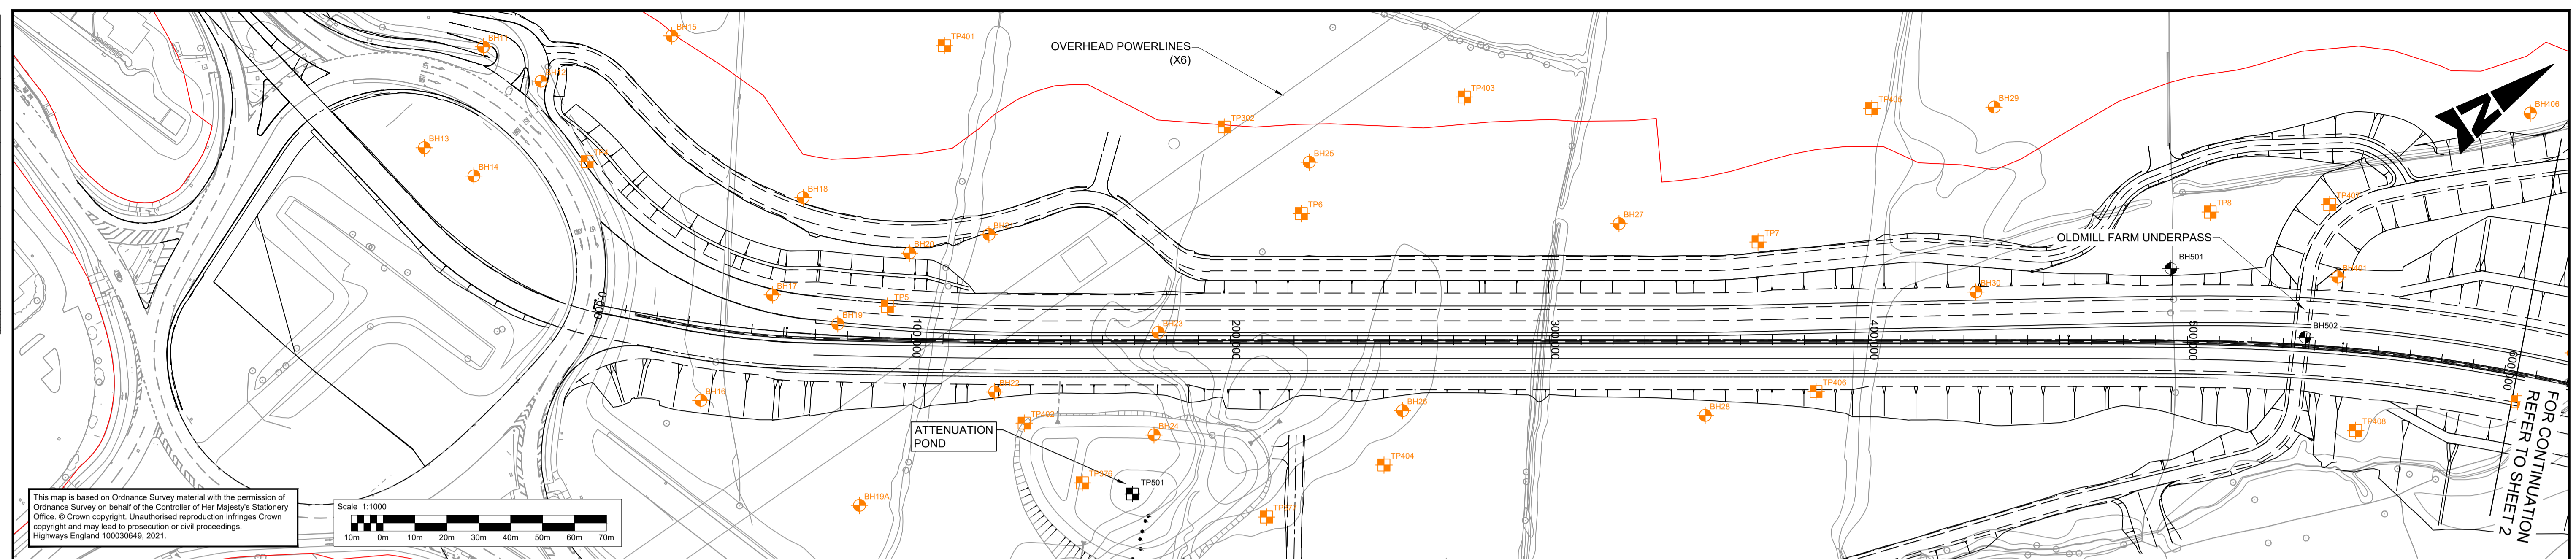 BH11
BH15
TP401
OVERHEAD POWERLINES
(X6)
BH12
TP403
TP405
BH29
BH406
TP302
BH13
BH14
BH25
BH18
TP6
BH27
TP7
TP8
BH20
OLDMILL FARM UNDERPASS
BH501
BH401
BH17
TP5
BH30
0.000
BH19
BH23
100.000
200.000
300.000
400.000
500.000
600.000
BH502
BH16
BH22
BH26
BH28
TP406
TP402
BH24
TP408
ATTENUATION
POND
TP404
TP376
TP501
BH19A
TP377
FOR CONTINUATION
REFER TO SHEET 2
This map is based on Ordnance Survey material with the permission of
Ordnance Survey on behalf of the Controller of Her Majesty's Stationery
Office. © Crown copyright. Unauthorised reproduction infringes Crown
copyright and may lead to prosecution or civil proceedings.
Highways England 100030649, 2021.
Scale 1:1000
10m 0m 10m 20m 30m 40m 50m 60m 70m
N